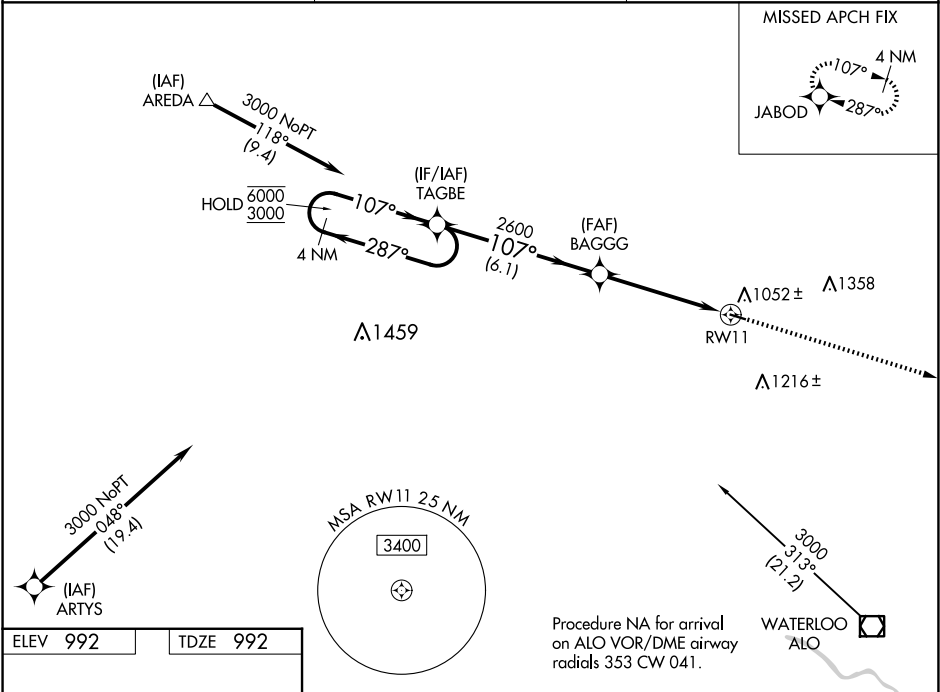 MISSED APCH FIX
4 NM
107°
287°
JABOD
(IAF)
AREDA
3000 NoPT
118°
(9.4)
HOLD
6000
3000
107°
287°
4 NM
(IF/IAF)
TAGBE
2600
107°
(6.1)
(FAF)
BAGGG
1052±
1358
RW11
1459
1216±
3000 NoPT
048°
(19.4)
(IAF)
ARTYS
MSA RW11 25 NM
3400
3000
313°
(21.2)
WATERLOO
ALO
Procedure NA for arrival
on ALO VOR/DME airway
radials 353 CW 041.
ELEV 992
TDZE 992